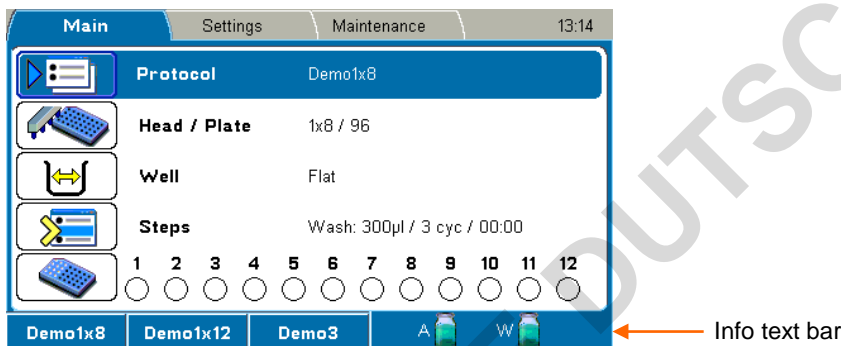 Main Settings Maintenance 13:14
Protocol Demo1x8
Head / Plate 1x8 / 96
Well Flat
Steps Wash: 300µl / 3 cyc / 00:00
1 2 3 4 5 6 7 8 9 10 11 12
Demo1x8 Demo1x12 Demo3 A W
Info text bar
DUTSC